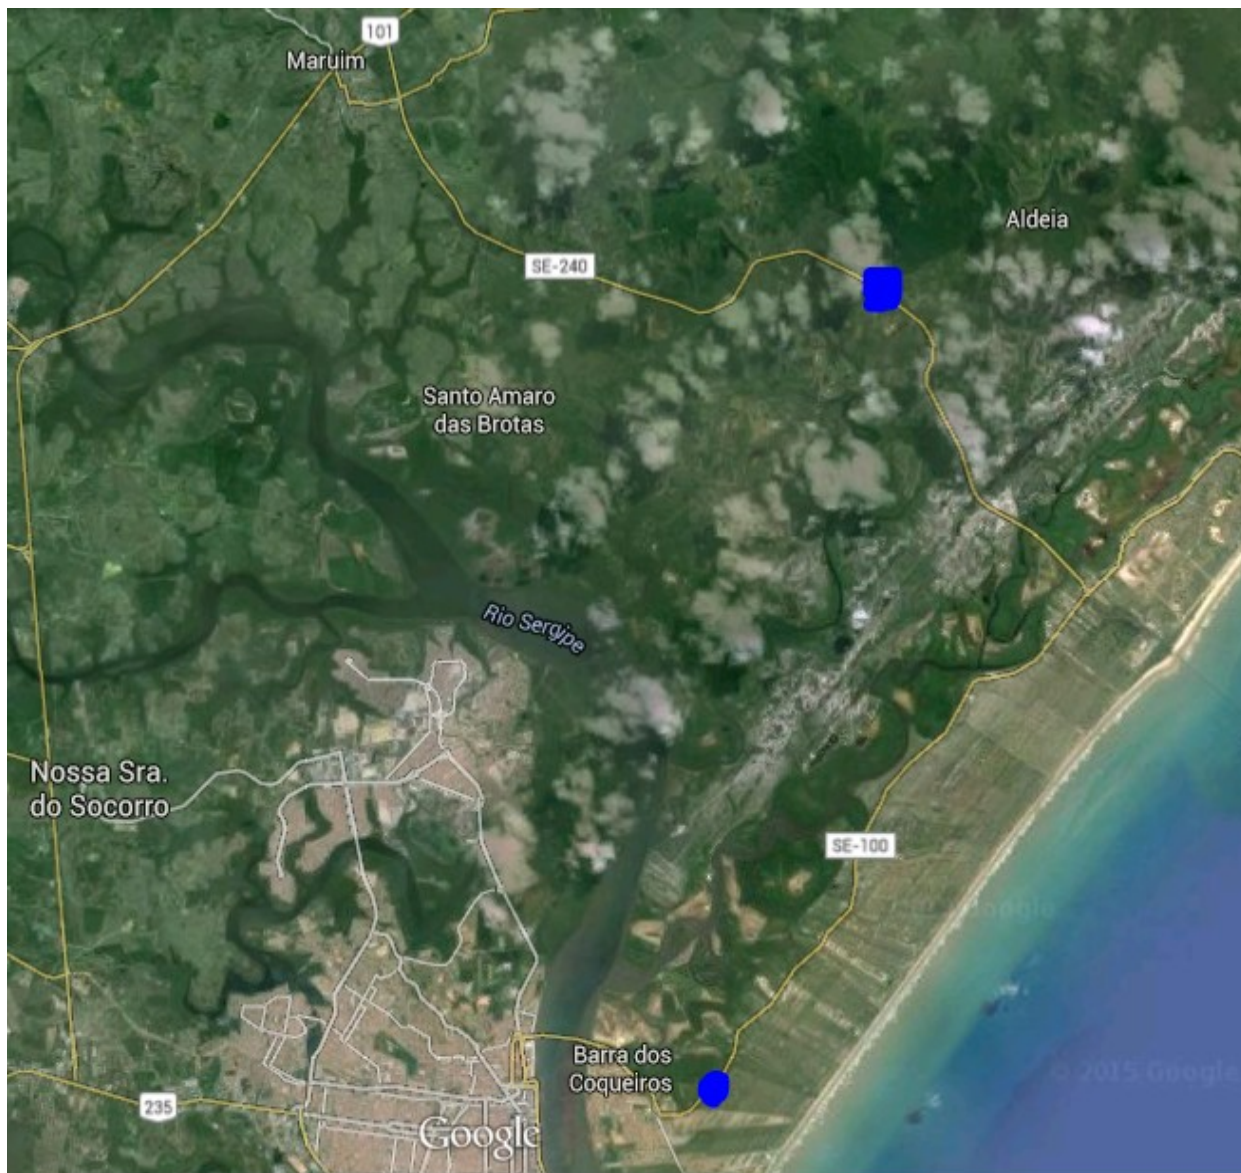 101
Maruim
Aldeia
SE-240
Santo Amaro
das Brotas
Rio Sergipe
Nossa Sra.
do Socorro
SE-100
Google
Barra dos
Coqueiros
© 2015 Google
235
Google